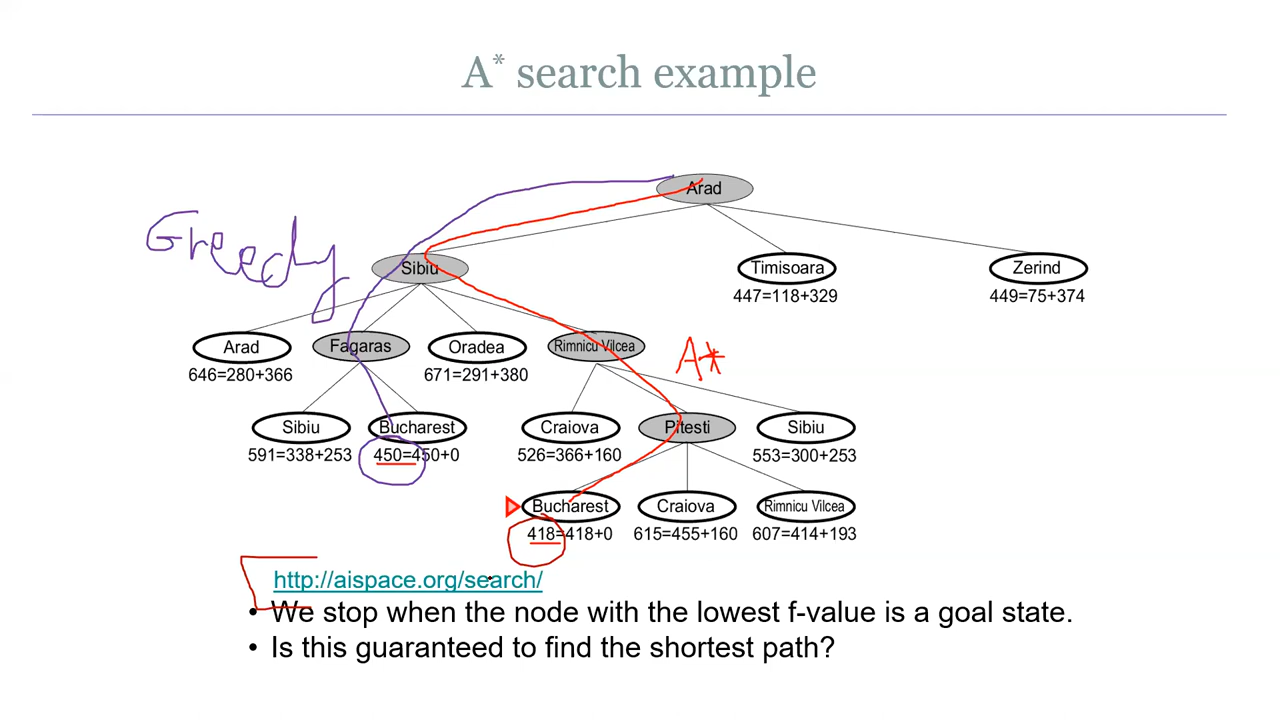 A* search example
Arad
Greedy
Sibiu
Timisoara
Zerind
447=118+329
449=75+374
Arad
Fagaras
Oradea
Rimnicu Vilcea
A*
646=280+366
671=291+380
Sibiu
Bucharest
Craiova
Pitesti
Sibiu
591=338+253
450=450+0
526=366+160
553=300+253
Bucharest
Craiova
Rimnicu Vilcea
418=418+0
615=455+160
607=414+193
http://aispace.org/search/
• We stop when the node with the lowest f-value is a goal state.
• Is this guaranteed to find the shortest path?